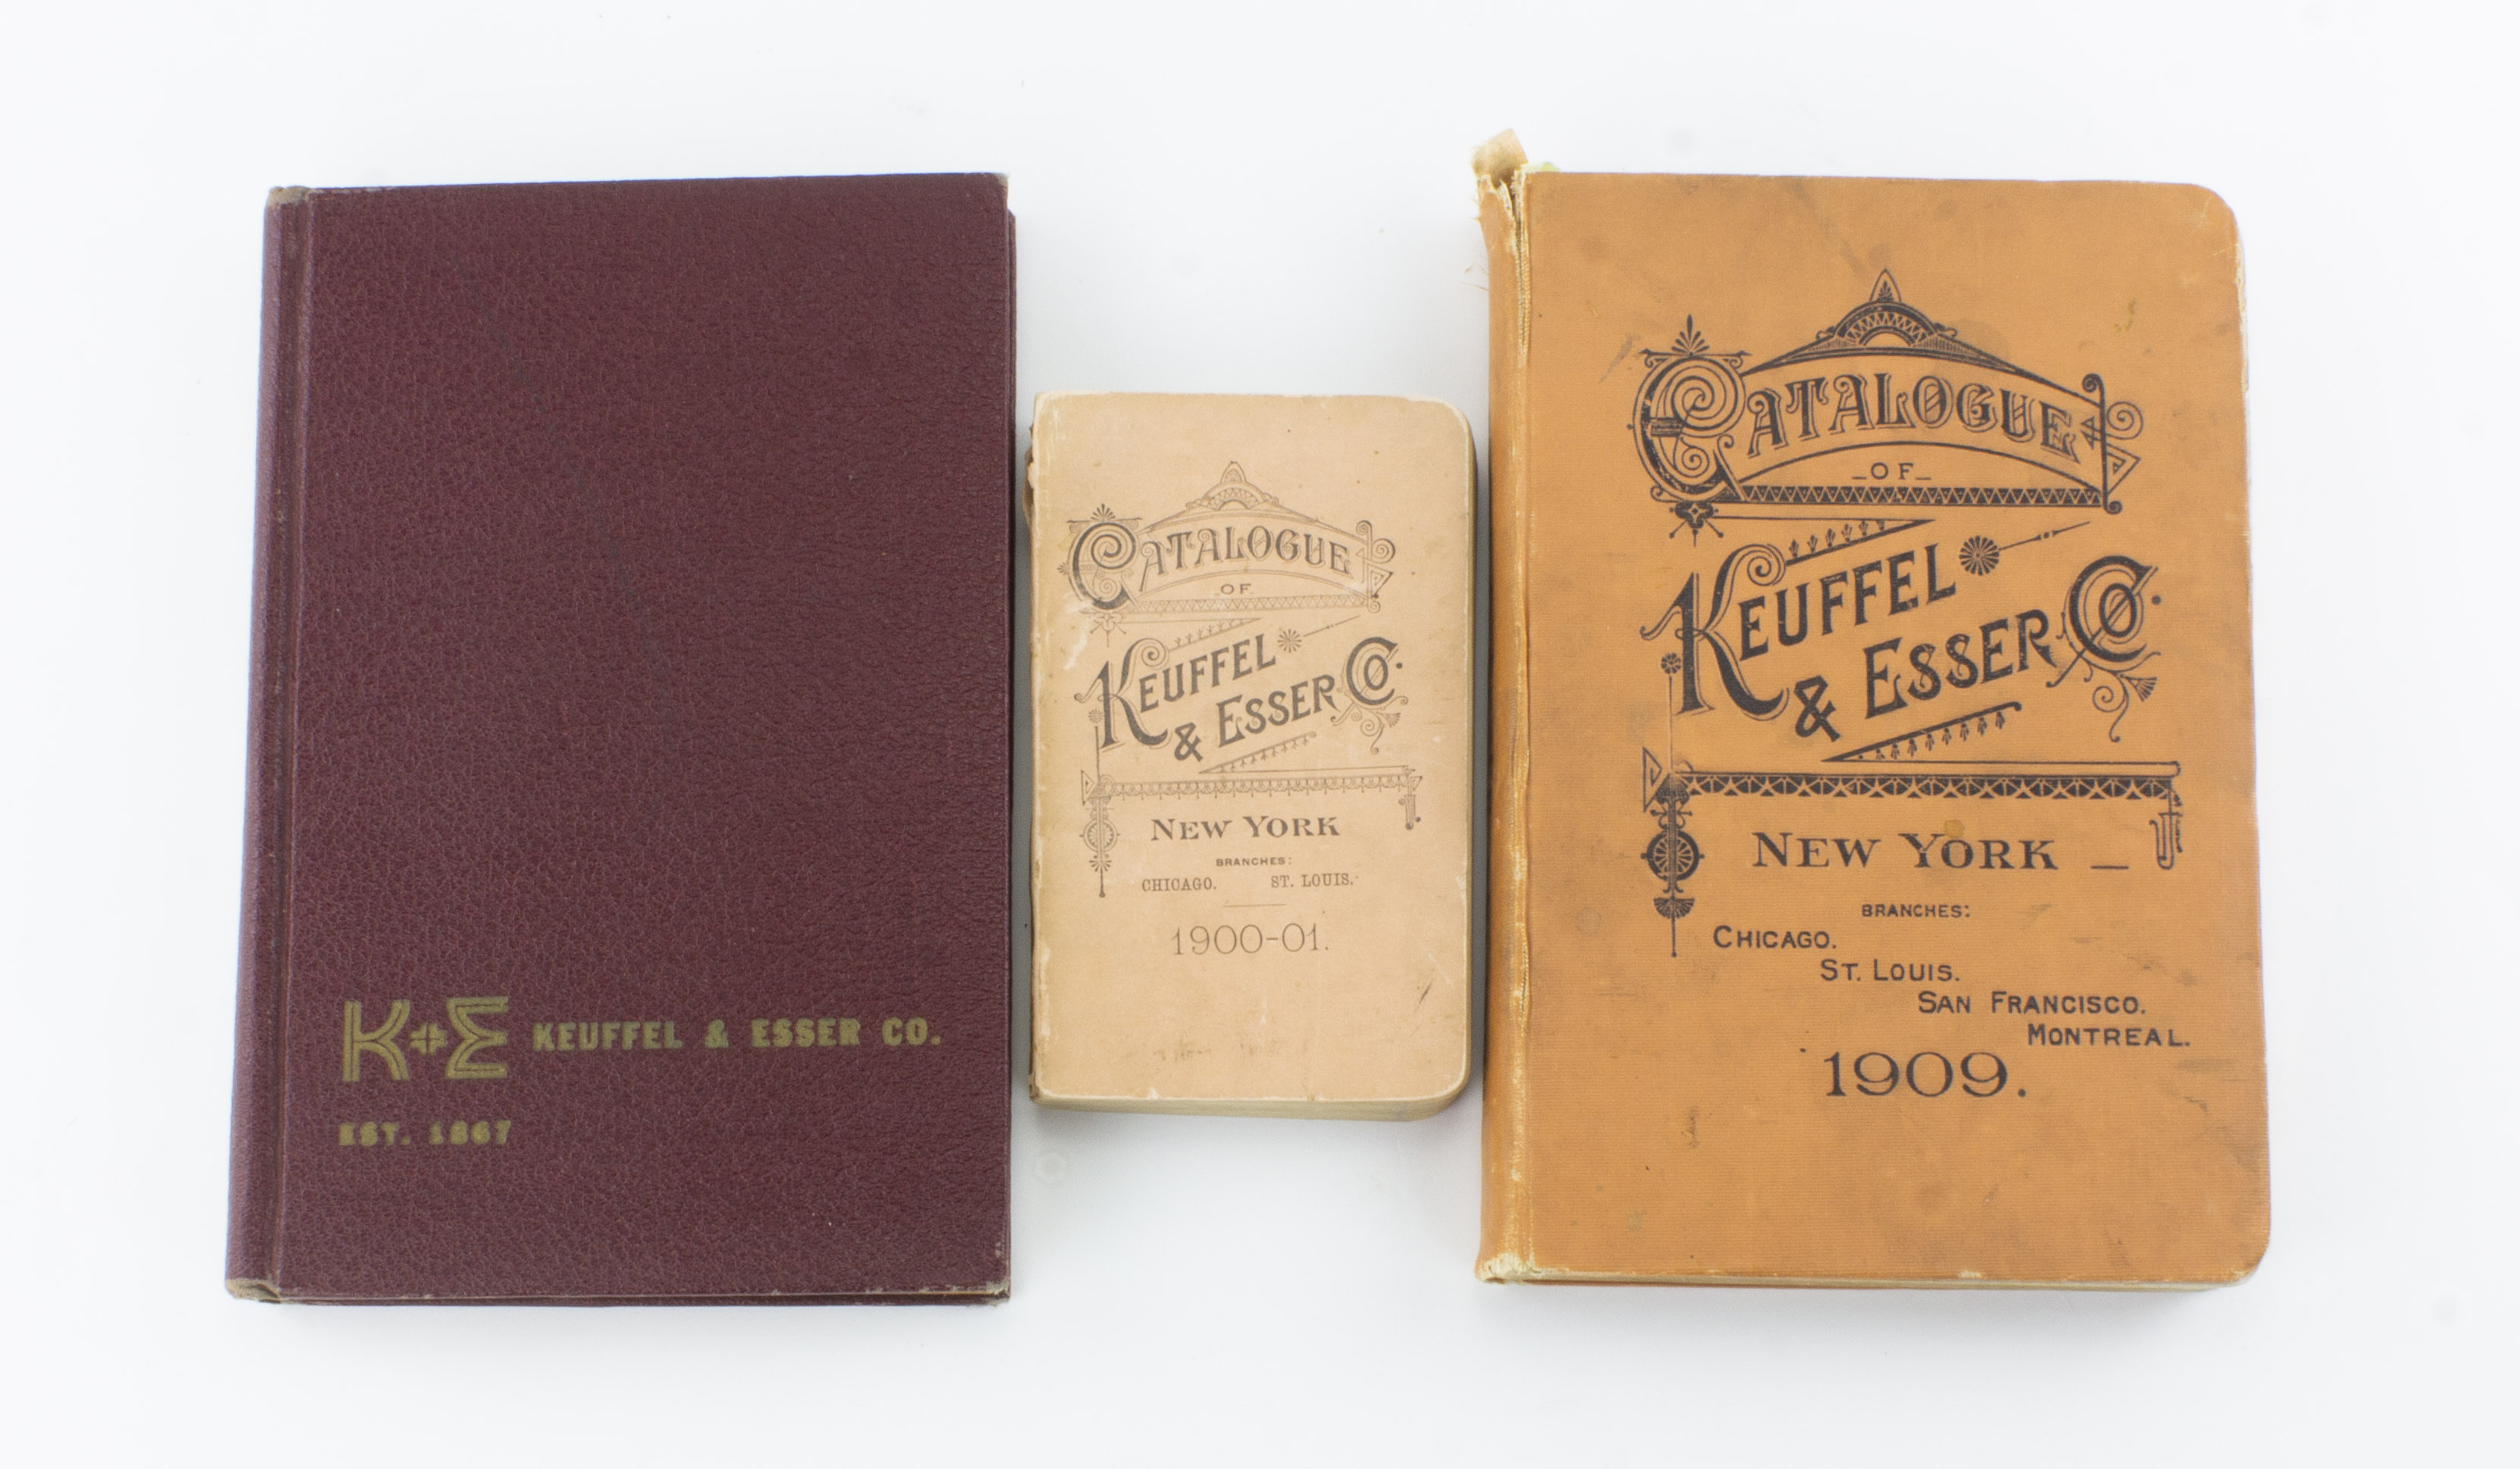 K+E KEUFFEL & ESSER CO.
EST. 1867
CATALOGUE
OF
KEUFFEL
& ESSER CO.
NEW YORK
BRANCHES:
CHICAGO. ST. LOUIS.
1900-01.
CATALOGUE
OF
KEUFFEL
& ESSER CO.
NEW YORK
BRANCHES:
CHICAGO.
ST. LOUIS.
SAN FRANCISCO.
MONTREAL.
1909.